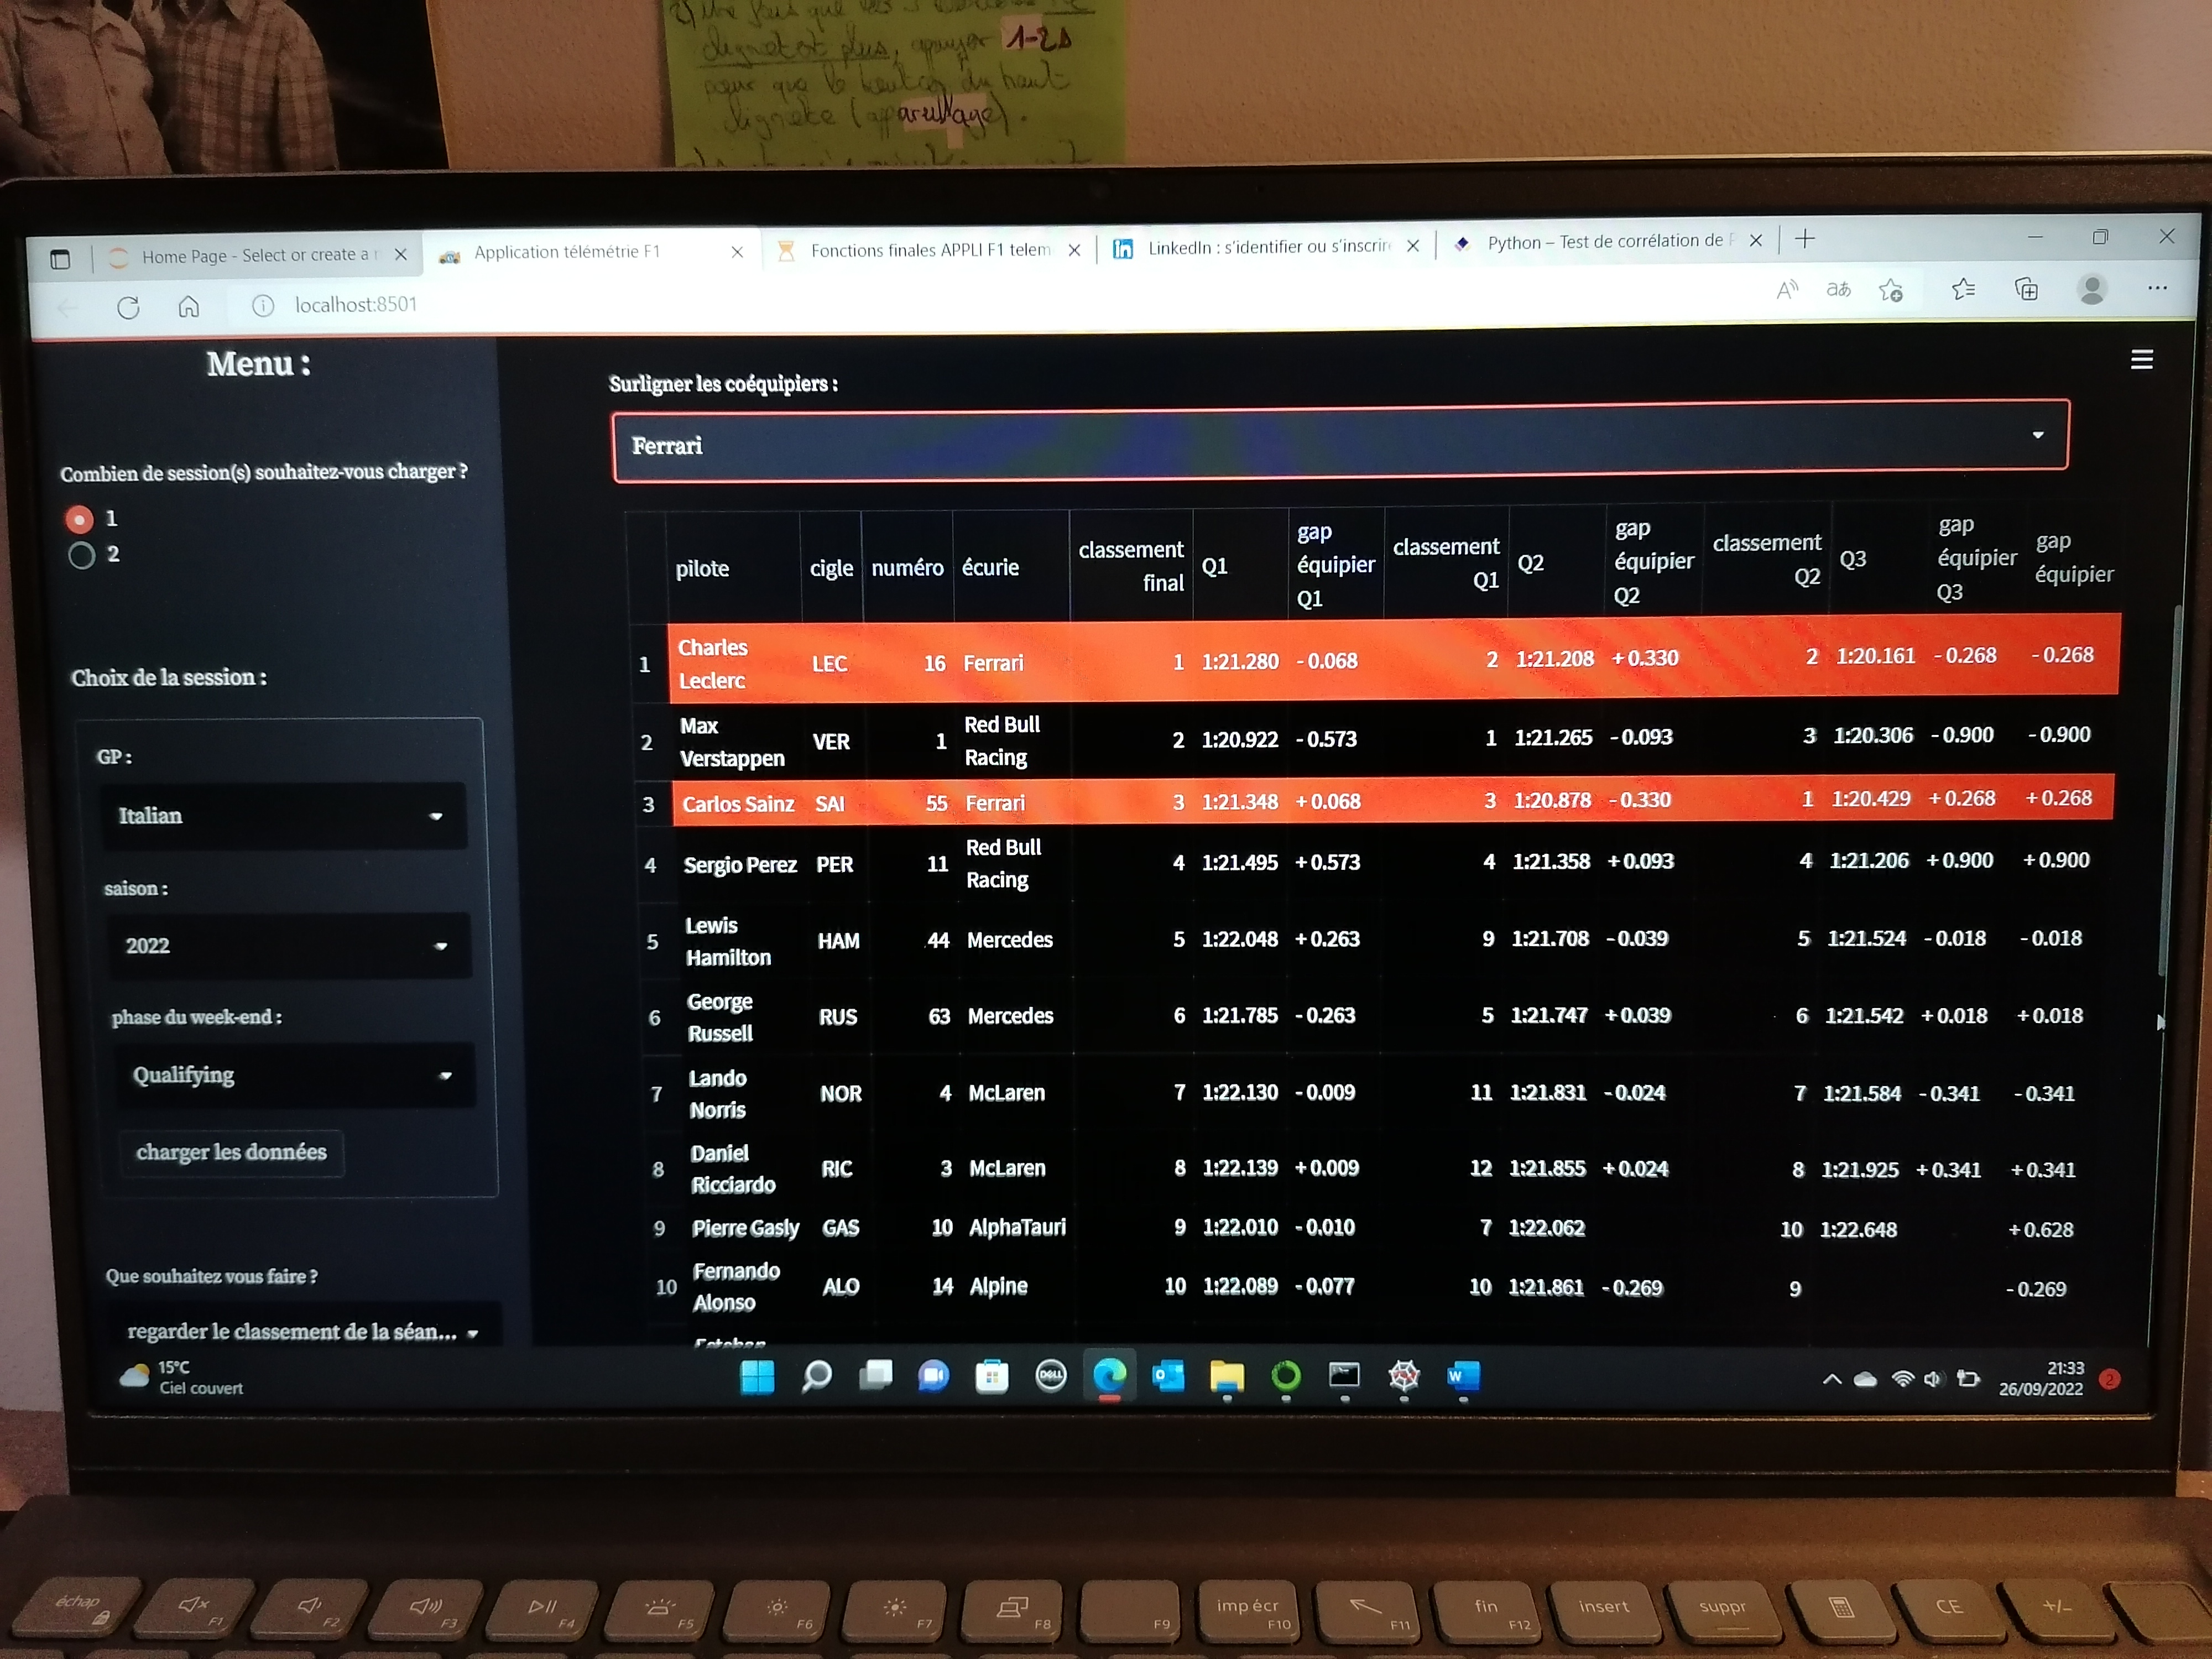 clignotent plus, appuyer 1-2s
pour que le bouton du haut
clignote (appareillage).
Home Page - Select or create a
Application télémétrie F1
Fonctions finales APPLI F1 telem
LinkedIn : s'identifier ou s'inscrire
Python – Test de corrélation de
localhost:8501
Menu :
Combien de session(s) souhaitez-vous charger ?
1
2
Choix de la session :
GP :
Italian
saison :
2022
phase du week-end :
Qualifying
charger les données
Que souhaitez vous faire ?
regarder le classement de la séan...
Surligner les coéquipiers :
Ferrari
pilote cigle numéro écurie classement final Q1 gap équipier Q1 classement Q1 Q2 gap équipier Q2 classement Q2 Q3 gap équipier Q3 gap équipier
1 Charles Leclerc LEC 16 Ferrari 1 1:21.280 - 0.068 2 1:21.208 + 0.330 2 1:20.161 - 0.268 - 0.268
2 Max Verstappen VER 1 Red Bull Racing 2 1:20.922 - 0.573 1 1:21.265 - 0.093 3 1:20.306 - 0.900 - 0.900
3 Carlos Sainz SAI 55 Ferrari 3 1:21.348 + 0.068 3 1:20.878 - 0.330 1 1:20.429 + 0.268 + 0.268
4 Sergio Perez PER 11 Red Bull Racing 4 1:21.495 + 0.573 4 1:21.358 + 0.093 4 1:21.206 + 0.900 + 0.900
5 Lewis Hamilton HAM 44 Mercedes 5 1:22.048 + 0.263 9 1:21.708 - 0.039 5 1:21.524 - 0.018 - 0.018
6 George Russell RUS 63 Mercedes 6 1:21.785 - 0.263 5 1:21.747 + 0.039 6 1:21.542 + 0.018 + 0.018
7 Lando Norris NOR 4 McLaren 7 1:22.130 - 0.009 11 1:21.831 - 0.024 7 1:21.584 - 0.341 - 0.341
8 Daniel Ricciardo RIC 3 McLaren 8 1:22.139 + 0.009 12 1:21.855 + 0.024 8 1:21.925 + 0.341 + 0.341
9 Pierre Gasly GAS 10 AlphaTauri 9 1:22.010 - 0.010 7 1:22.062 10 1:22.648 + 0.628
10 Fernando Alonso ALO 14 Alpine 10 1:22.089 - 0.077 10 1:21.861 - 0.269 9 - 0.269
Esteban
15°C
Ciel couvert
DELL
21:33
26/09/2022
2
échap F1 F2 F3 F4 F5 F6 F7 F8 F9 imp écr F10 F11 fin F12 insert suppr CE +/-